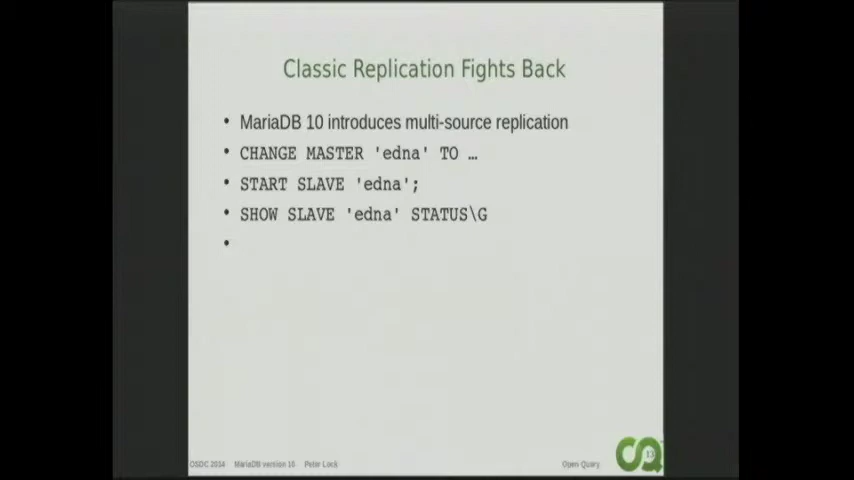 Classic Replication Fights Back
• MariaDB 10 introduces multi-source replication
• CHANGE MASTER 'edna' TO …
• START SLAVE 'edna';
• SHOW SLAVE 'edna' STATUS\G
•
OSDC 2014 MariaDB version 10 Peter Lock Open Query 13